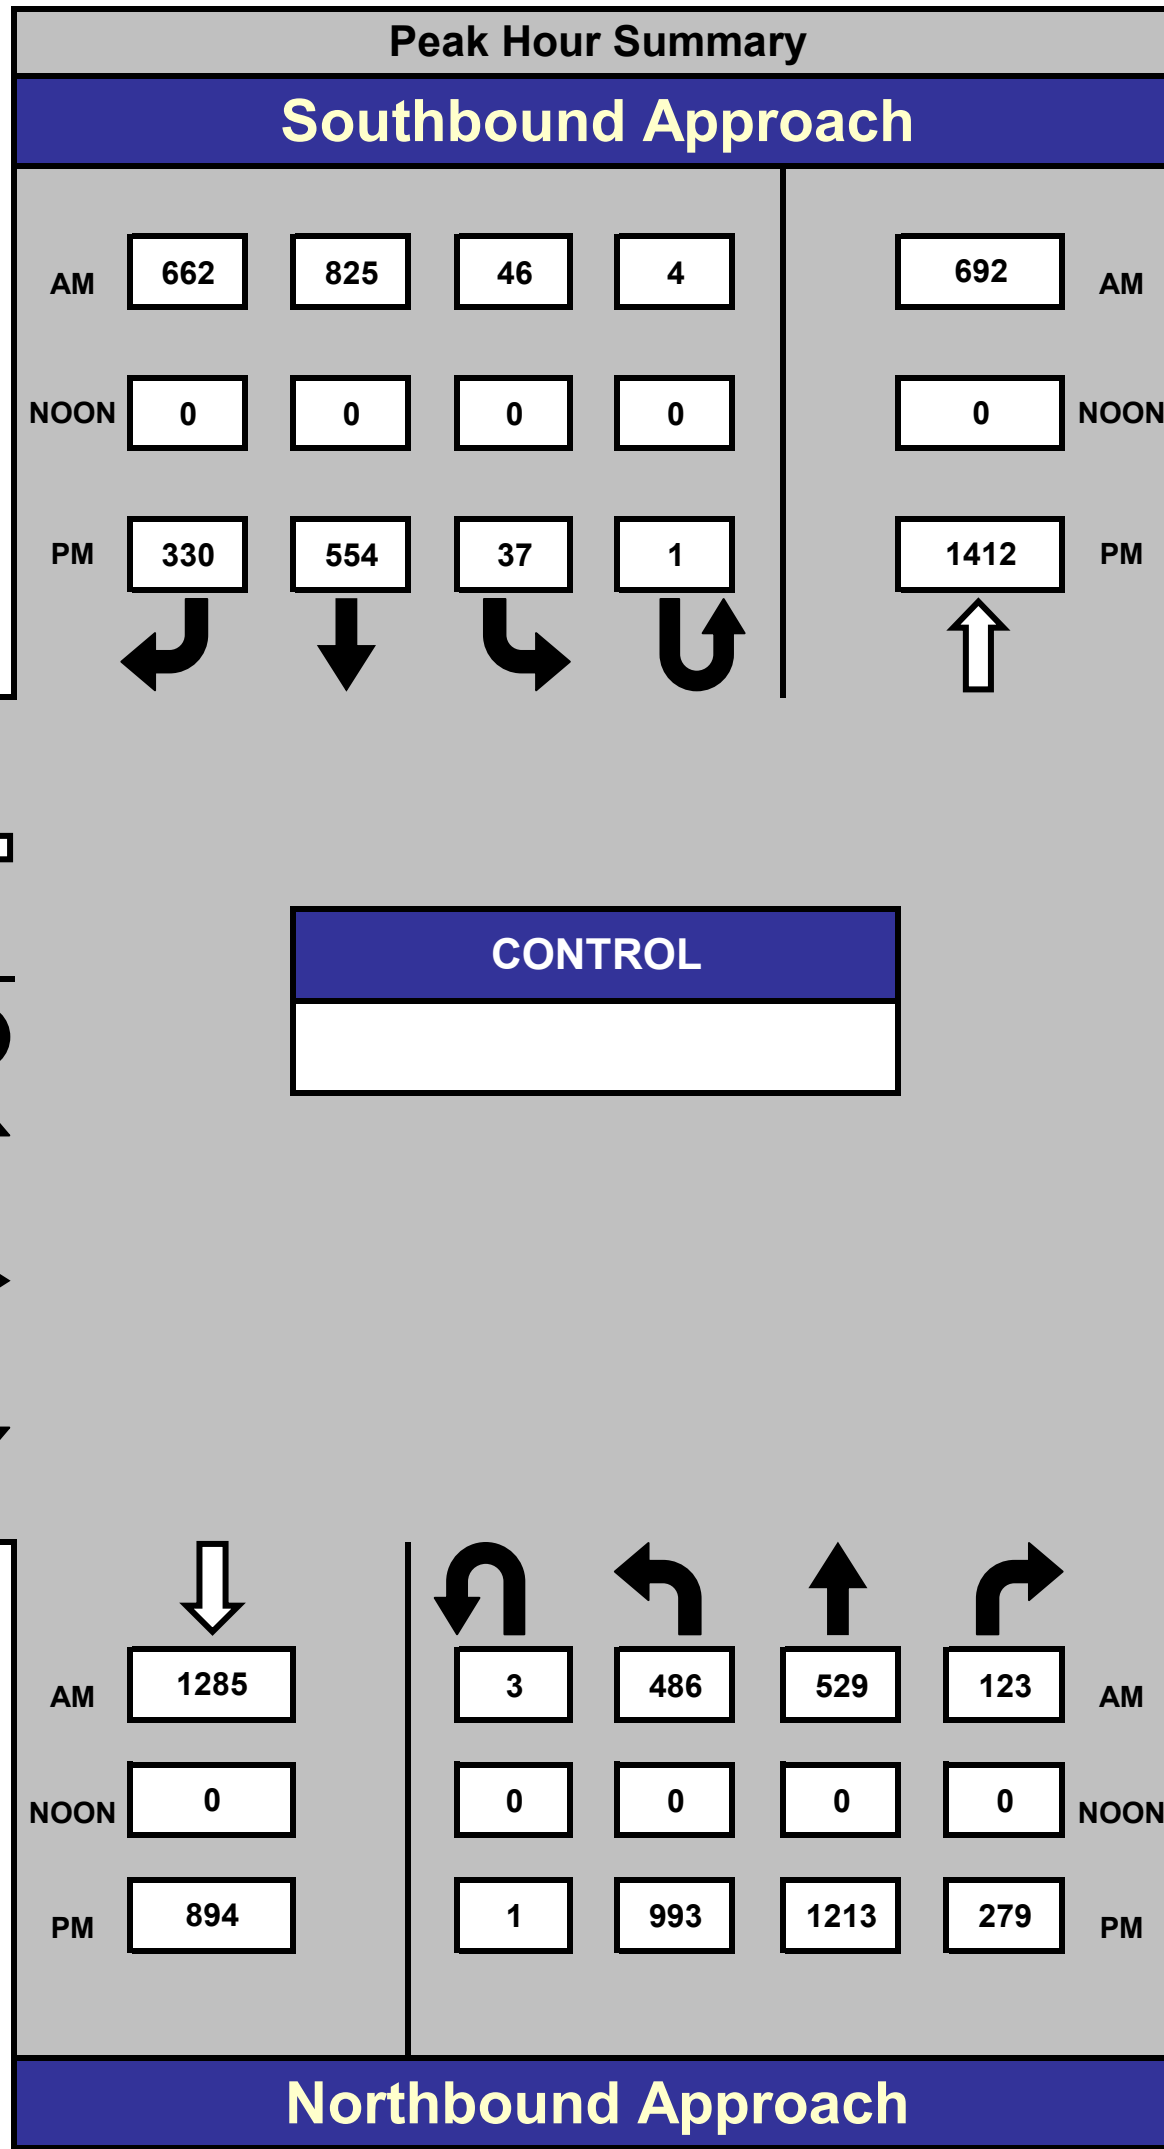 Peak Hour Summary
Southbound Approach
AM 662 825 46 4 692 AM
NOON 0 0 0 0 0 NOON
PM 330 554 37 1 1412 PM
CONTROL
AM 1285 3 486 529 123 AM
NOON 0 0 0 0 0 NOON
PM 894 1 993 1213 279 PM
Northbound Approach